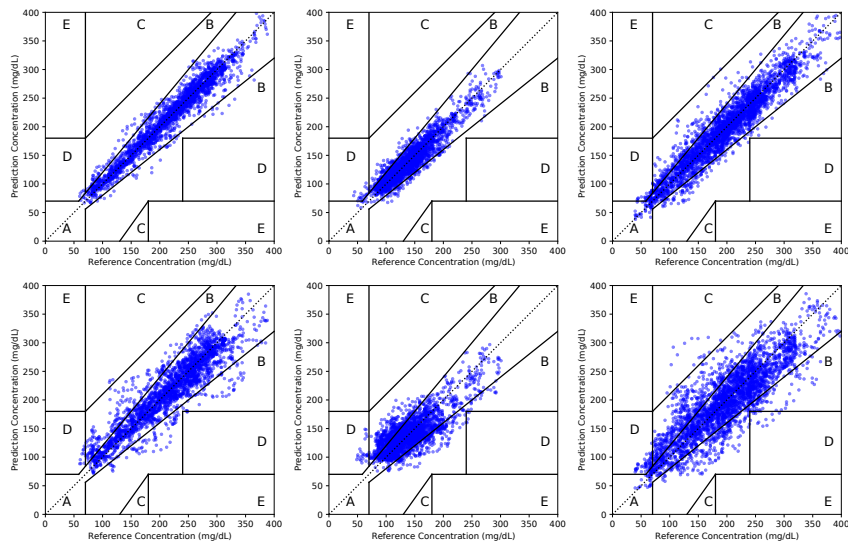 Prediction Concentration (mg/dL)
400
350
300
250
200
150
100
50
0
E C B
B
D
D
A C E
0 50 100 150 200 250 300 350 400
Reference Concentration (mg/dL)
Prediction Concentration (mg/dL)
400
350
300
250
200
150
100
50
0
E C B
B
D
D
A C E
0 50 100 150 200 250 300 350 400
Reference Concentration (mg/dL)
Prediction Concentration (mg/dL)
400
350
300
250
200
150
100
50
0
E C B
B
D
D
A C E
0 50 100 150 200 250 300 350 400
Reference Concentration (mg/dL)
Prediction Concentration (mg/dL)
400
350
300
250
200
150
100
50
0
E C B
B
D
D
A C E
0 50 100 150 200 250 300 350 400
Reference Concentration (mg/dL)
Prediction Concentration (mg/dL)
400
350
300
250
200
150
100
50
0
E C B
B
D
D
A C E
0 50 100 150 200 250 300 350 400
Reference Concentration (mg/dL)
Prediction Concentration (mg/dL)
400
350
300
250
200
150
100
50
0
E C B
B
D
D
A C E
0 50 100 150 200 250 300 350 400
Reference Concentration (mg/dL)